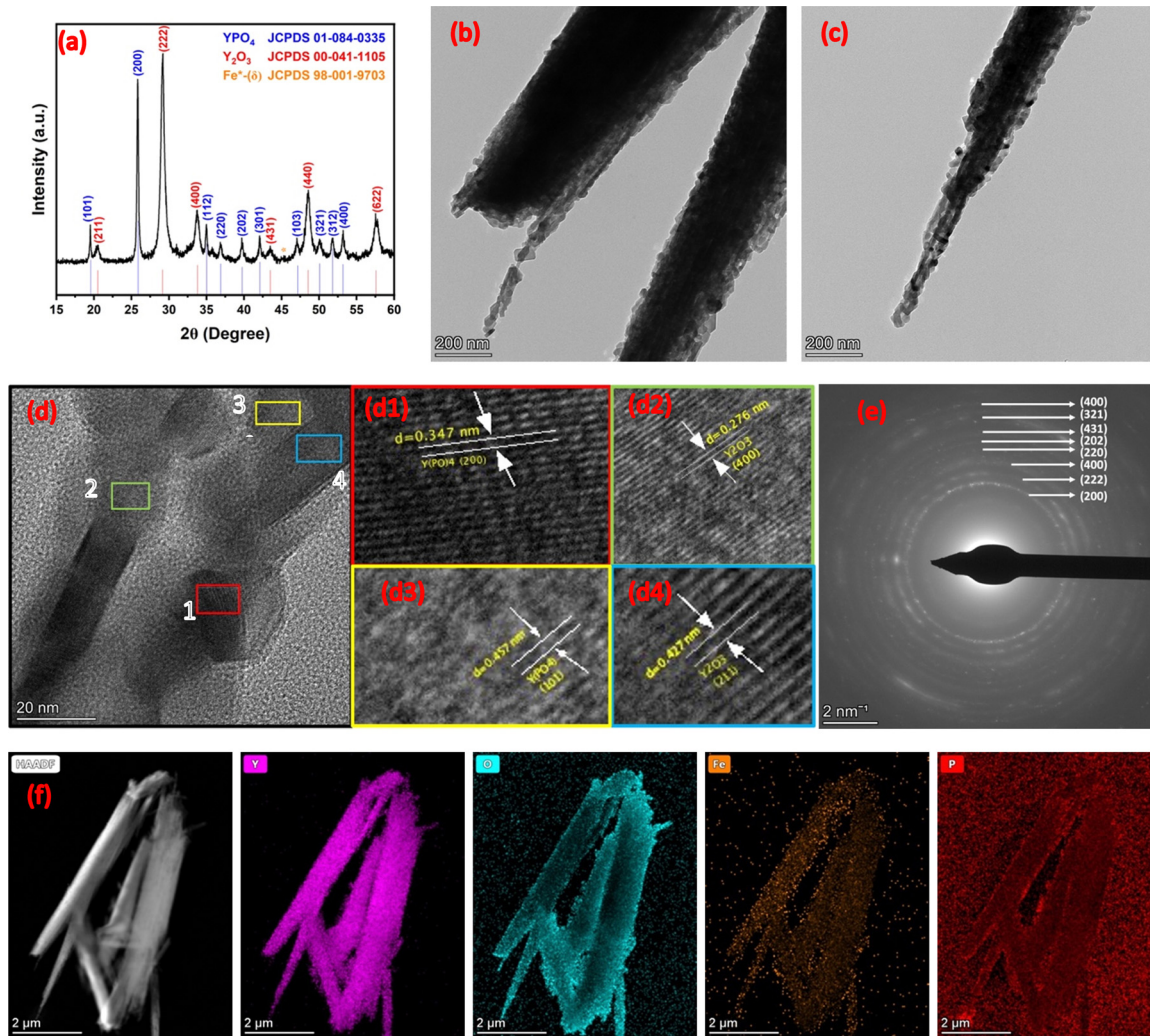 (a)
YPO₄ JCPDS 01-084-0335
Y₂O₃ JCPDS 00-041-1105
Fe*-(δ) JCPDS 98-001-9703
Intensity (a.u.)
(101)
(211)
(200)
(222)
(400)
(112)
(220)
(202)
(301)
(431)
δ
(103)
(440)
(321)
(312)
(400)
(622)
15 20 25 30 35 40 45 50 55 60
2θ (Degree)
(b)
200 nm
(c)
200 nm
(d)
3
4
2
1
20 nm
(d1)
d=0.347 nm
Y(PO)4 (200)
(d2)
d=0.276 nm
Y2O3
(400)
(d3)
d=0.457 nm
Y(PO4)
(101)
(d4)
d=0.427 nm
Y2O3
(211)
(e)
(400)
(321)
(431)
(202)
(220)
(400)
(222)
(200)
2 nm⁻¹
HAADF
(f)
2 µm
Y
2 µm
O
2 µm
Fe
2 µm
P
2 µm